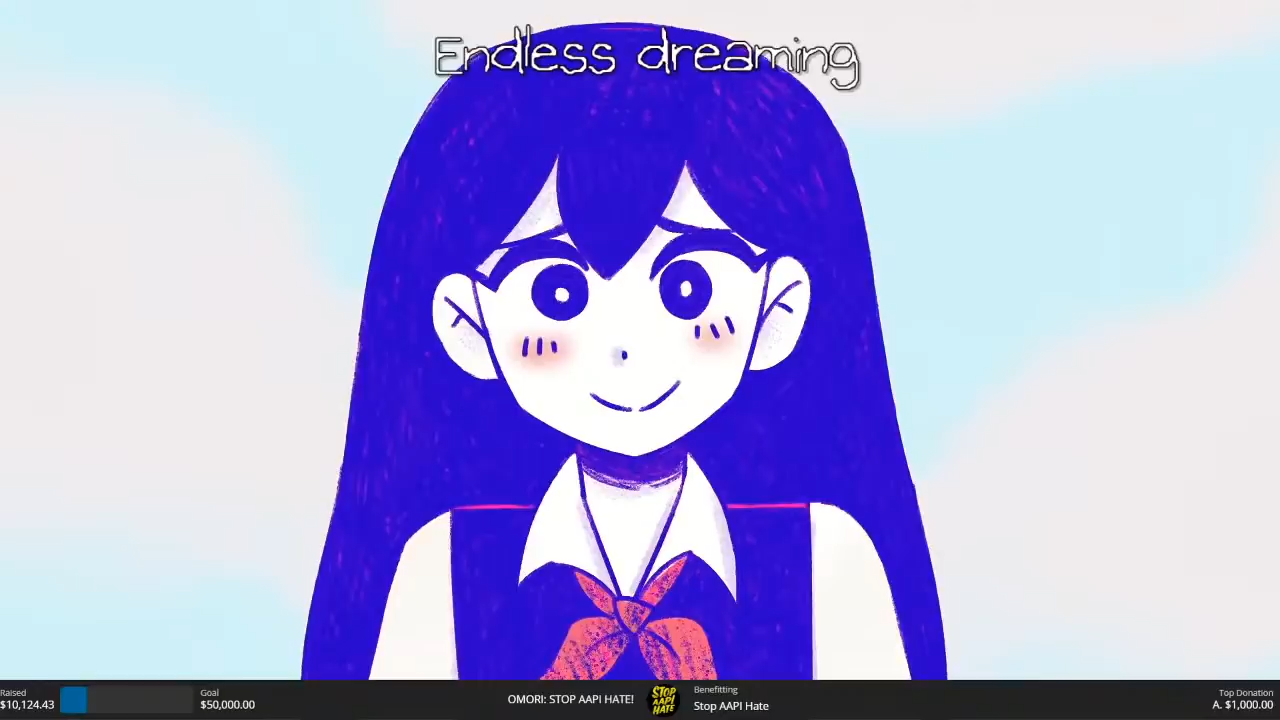 Endless dreaming
Raised
$10,124.43
Goal
$50,000.00
OMORI: STOP AAPI HATE!
STOP
AAPI
HATE
Benefitting
Stop AAPI Hate
Top Donation
A. $1,000.00